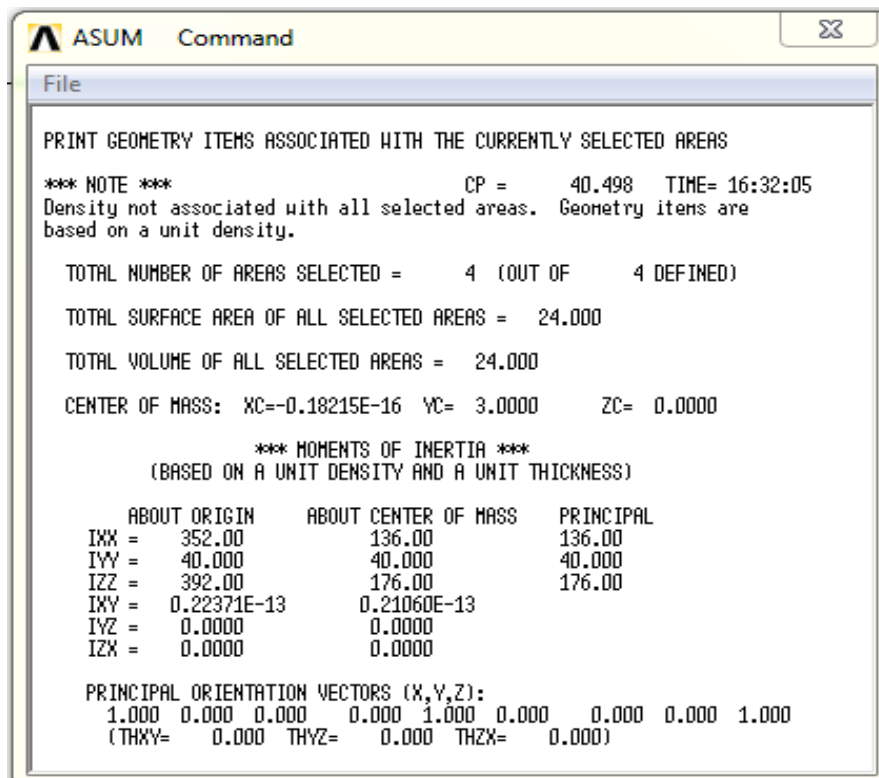 ASUM Command
File
PRINT GEOMETRY ITEMS ASSOCIATED WITH THE CURRENTLY SELECTED AREAS
*** NOTE *** CP = 40.498 TIME= 16:32:05
Density not associated with all selected areas. Geometry items are
based on a unit density.
TOTAL NUMBER OF AREAS SELECTED = 4 (OUT OF 4 DEFINED)
TOTAL SURFACE AREA OF ALL SELECTED AREAS = 24.000
TOTAL VOLUME OF ALL SELECTED AREAS = 24.000
CENTER OF MASS: XC=-0.18215E-16 YC= 3.0000 ZC= 0.0000
*** MOMENTS OF INERTIA ***
(BASED ON A UNIT DENSITY AND A UNIT THICKNESS)
ABOUT ORIGIN ABOUT CENTER OF MASS PRINCIPAL
IXX = 352.00 136.00 136.00
IYY = 40.000 40.000 40.000
IZZ = 392.00 176.00 176.00
IXY = 0.22371E-13 0.21060E-13
IYZ = 0.0000 0.0000
IZX = 0.0000 0.0000
PRINCIPAL ORIENTATION VECTORS (X,Y,Z):
1.000 0.000 0.000 0.000 1.000 0.000 0.000 0.000 1.000
(THXY= 0.000 THYZ= 0.000 THZX= 0.000)